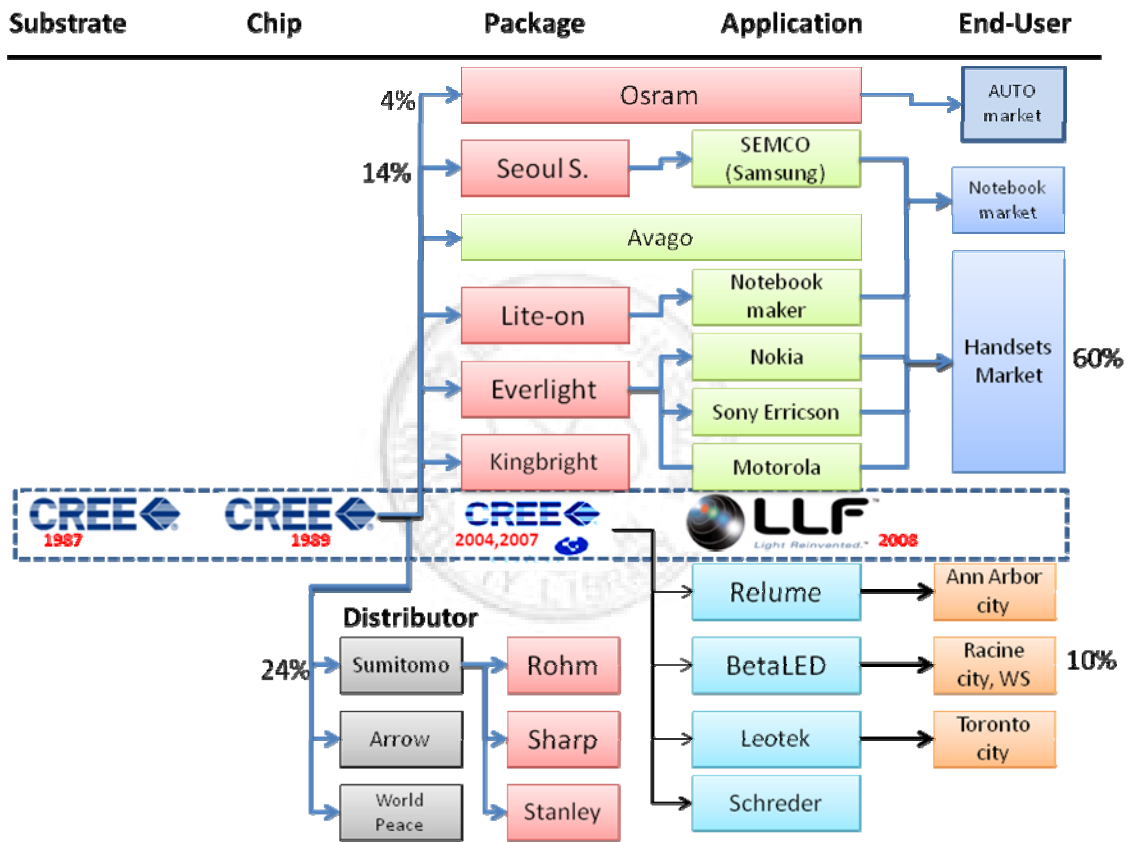 Substrate Chip Package Application End-User
4% Osram
AUTO
market
14% Seoul S.
SEMCO
(Samsung)
Notebook
market
Avago
Lite-on
Notebook
maker
Everlight
Nokia
Handsets
Market
60%
Sony Erricson
Kingbright
Motorola
CREE
1987
CREE
1989
CREE
2004,2007
LLF™
Light Reinvented.™
2008
Relume
Ann Arbor
city
Distributor
24% Sumitomo
Rohm
BetaLED
Racine
city, WS
10%
Arrow
Sharp
Leotek
Toronto
city
World
Peace
Stanley
Schreder